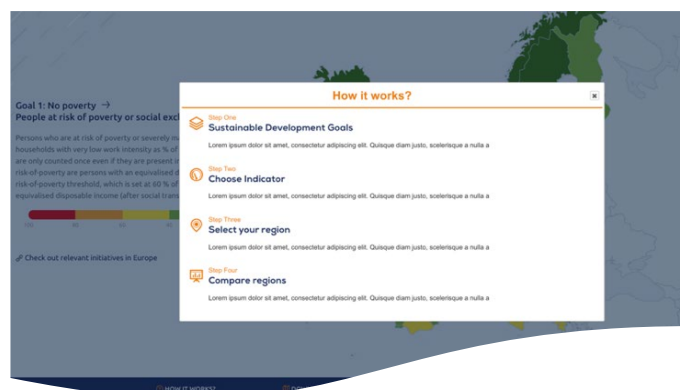 How it works?
Step One
Sustainable Development Goals
Lorem ipsum dolor sit amet, consectetur adipiscing elit. Quisque diam justo, scelerisque a nulla a
Step Two
Choose Indicator
Lorem ipsum dolor sit amet, consectetur adipiscing elit. Quisque diam justo, scelerisque a nulla a
Step Three
Select your region
Lorem ipsum dolor sit amet, consectetur adipiscing elit. Quisque diam justo, scelerisque a nulla a
Step Four
Compare regions
Lorem ipsum dolor sit amet, consectetur adipiscing elit. Quisque diam justo, scelerisque a nulla a
Goal 1: No poverty →
People at risk of poverty or social
Persons who are at risk of poverty or severely
households with very low work intensity as % of
are only counted once even if they are present
risk-of-poverty are persons with an equivalised
risk-of-poverty threshold, which is set at 60 % of
equivalised disposable income (after social
Check out relevant initiatives in Europe
HOW IT WORKS?